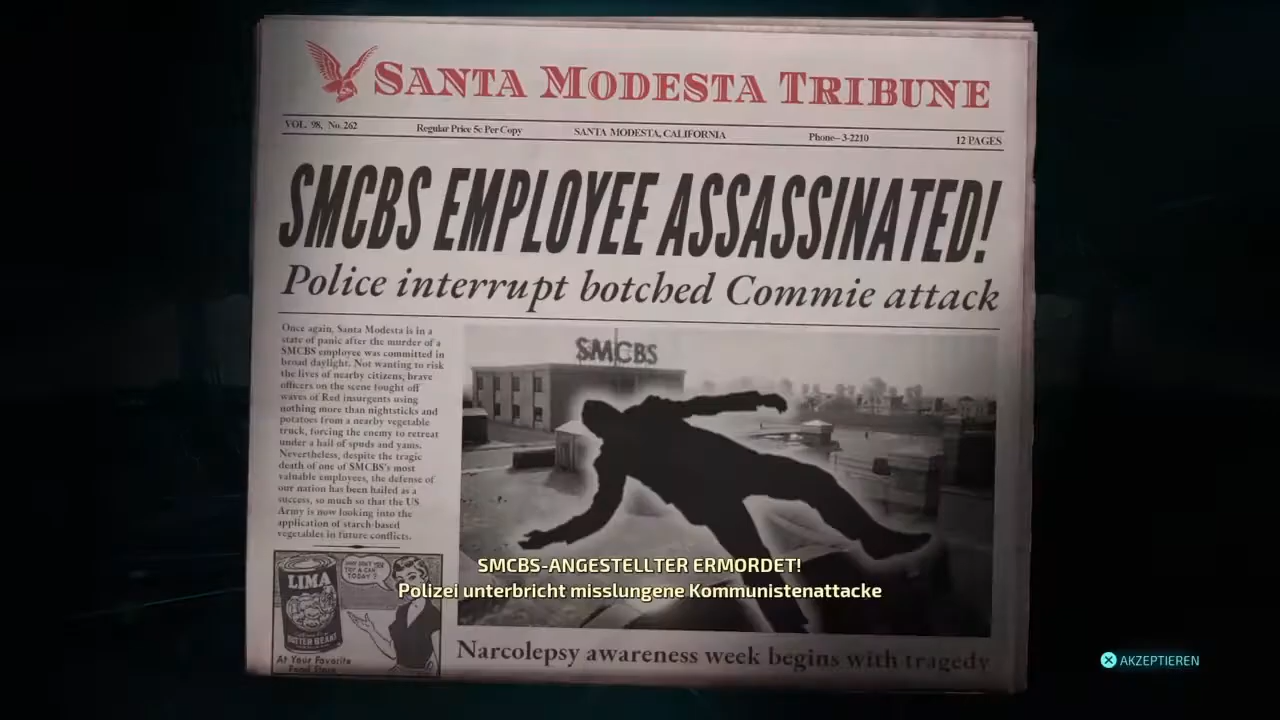 SANTA MODESTA TRIBUNE
VOL. 98, No. 262 Regular Price 5c Per Copy SANTA MODESTA, CALIFORNIA Phone–3-2210 12 PAGES
SMCBS EMPLOYEE ASSASSINATED!
Police interrupt botched Commie attack
Once again, Santa Modesta is in a
state of panic after the murder of a
SMCBS employee was committed in
broad daylight. Not wanting to risk
the lives of nearby citizens, brave
officers on the scene fought off
waves of Red insurgents using
nothing more than nightsticks and
potatoes from a nearby vegetable
truck, forcing the enemy to retreat
under a hail of spuds and yams.
Nevertheless, despite the tragic
death of one of SMCBS's most
valuable employees, the defense of
our nation has been hailed as a
success, so much so that the US
Army is now looking into the
application of starch-based
vegetables in future conflicts.
SMCBS
LIMA
BUTTER BEANS
WHY DON'T YOU
TRY A CAN
TODAY?
At Your Favorite
Food Store
SMCBS-ANGESTELLTER ERMORDET!
Polizei unterbricht misslungene Kommunistenattacke
Narcolepsy awareness week begins with tragedy
AKZEPTIEREN